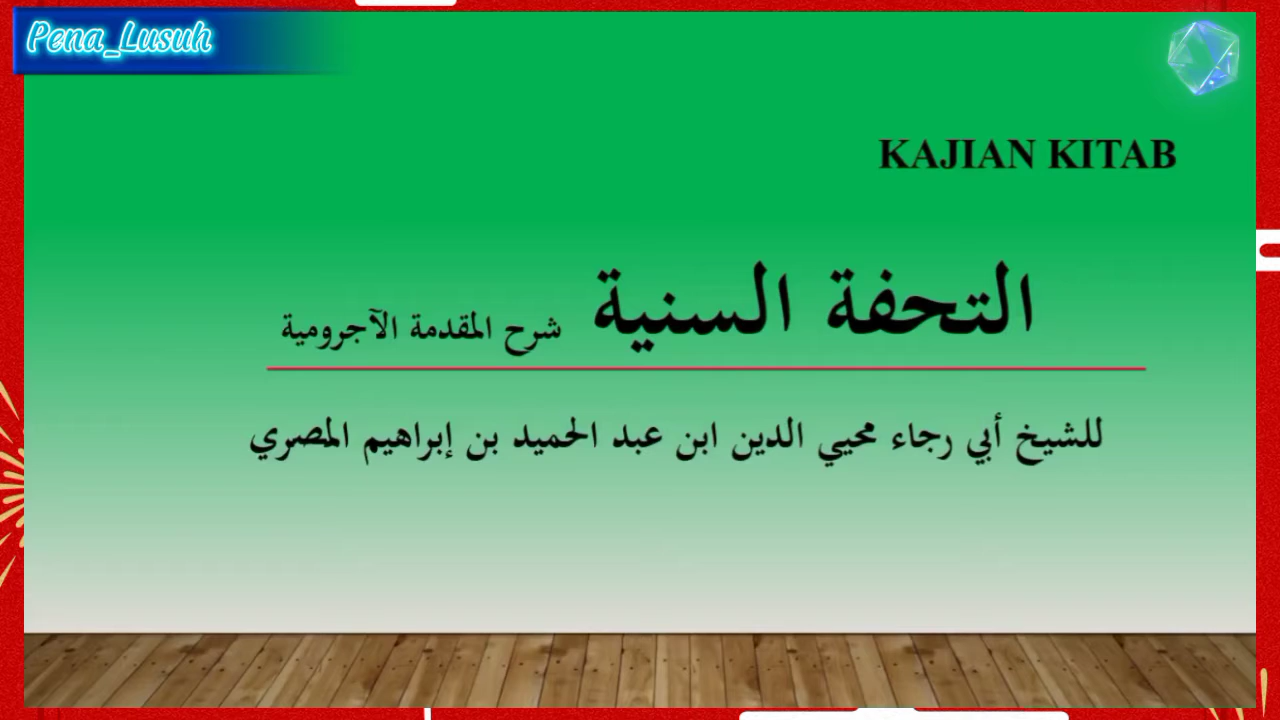 Pena_Lusuh
KAJIAN KITAB
التحفة السنية شرح المقدمة الآجرومية
للشيخ أبي رجاء محيي الدين ابن عبد الحميد بن إبراهيم المصري